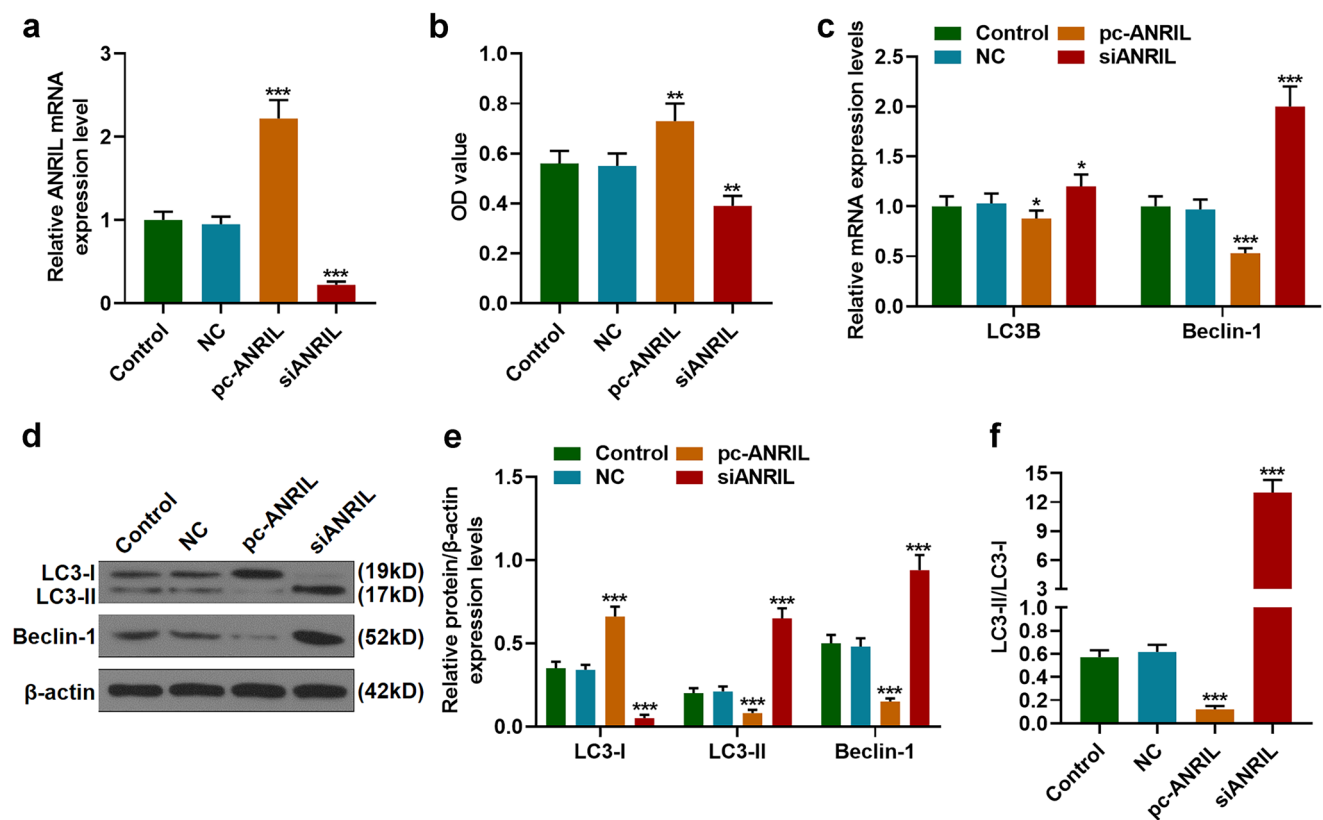 a
Relative ANRIL mRNA
expression level
3
2
1
0
***
***
Control
NC
pc-ANRIL
siANRIL
b
OD value
1.0
0.8
0.6
0.4
0.2
0.0
**
**
Control
NC
pc-ANRIL
siANRIL
c
Control
pc-ANRIL
NC
siANRIL
Relative mRNA expression levels
2.5
2.0
1.5
1.0
0.5
0.0
*
*
***
***
LC3B
Beclin-1
d
Control
NC
pc-ANRIL
siANRIL
LC3-I
(19kD)
LC3-II
(17kD)
Beclin-1
(52kD)
β-actin
(42kD)
e
Control
pc-ANRIL
NC
siANRIL
Relative protein/β-actin
expression levels
1.5
1.0
0.5
0.0
***
***
***
***
***
***
LC3-I
LC3-II
Beclin-1
f
LC3-II/LC3-I
15
12
9
6
3
1.0
0.8
0.6
0.4
0.2
0.0
***
***
Control
NC
pc-ANRIL
siANRIL